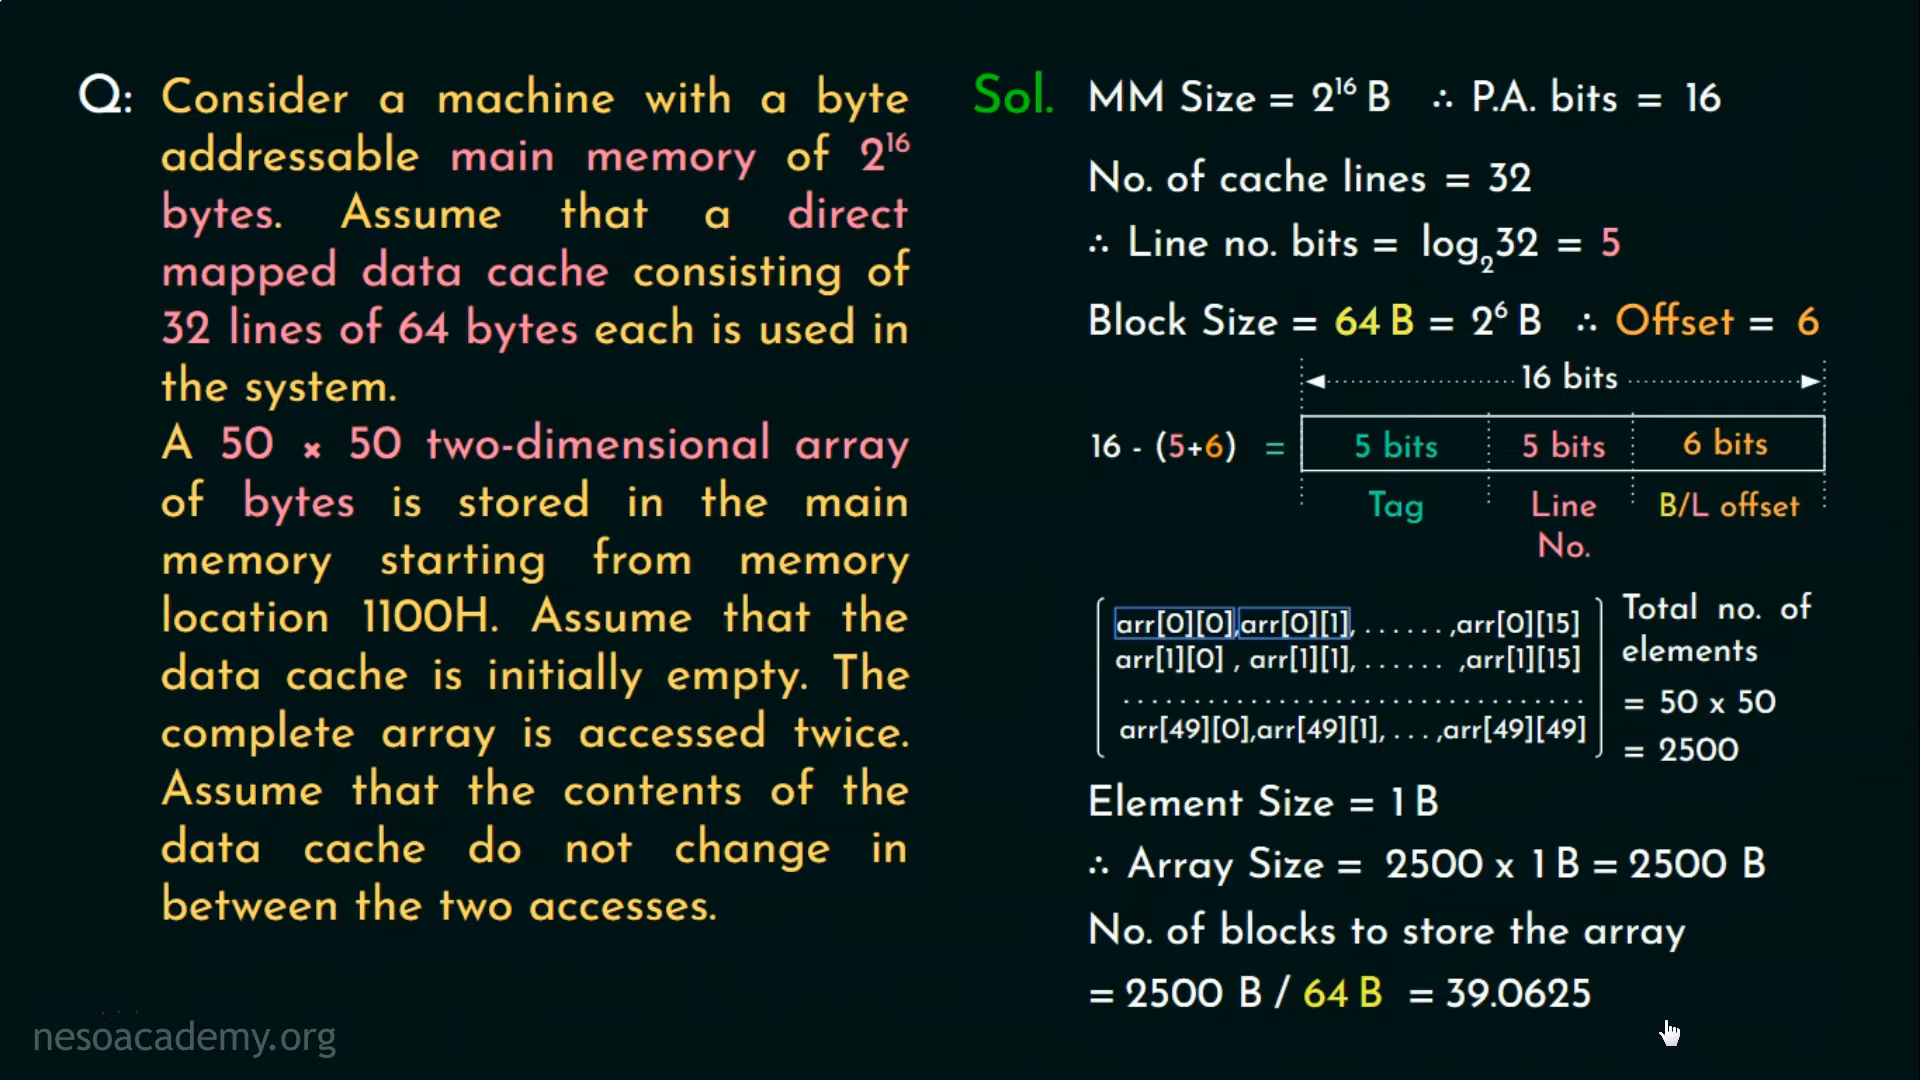 Q: Consider a machine with a byte
addressable main memory of 2¹⁶
bytes. Assume that a direct
mapped data cache consisting of
32 lines of 64 bytes each is used in
the system.
A 50 × 50 two-dimensional array
of bytes is stored in the main
memory starting from memory
location 1100H. Assume that the
data cache is initially empty. The
complete array is accessed twice.
Assume that the contents of the
data cache do not change in
between the two accesses.
Sol. MM Size = 2¹⁶ B ∴ P.A. bits = 16
No. of cache lines = 32
∴ Line no. bits = log₂32 = 5
Block Size = 64 B = 2⁶ B ∴ Offset = 6
16 bits
16 - (5+6) = 5 bits 5 bits 6 bits
Tag Line B/L offset
No.
arr[0][0],arr[0][1], . . . . . . ,arr[0][15]
arr[1][0] , arr[1][1], . . . . . . ,arr[1][15]
. . . . . . . . . . . . . . . . . . . . . . . . . . . . . . . . .
arr[49][0],arr[49][1], . . . ,arr[49][49]
Total no. of
elements
= 50 x 50
= 2500
Element Size = 1 B
∴ Array Size = 2500 x 1 B = 2500 B
No. of blocks to store the array
= 2500 B / 64 B = 39.0625
nesoacademy.org